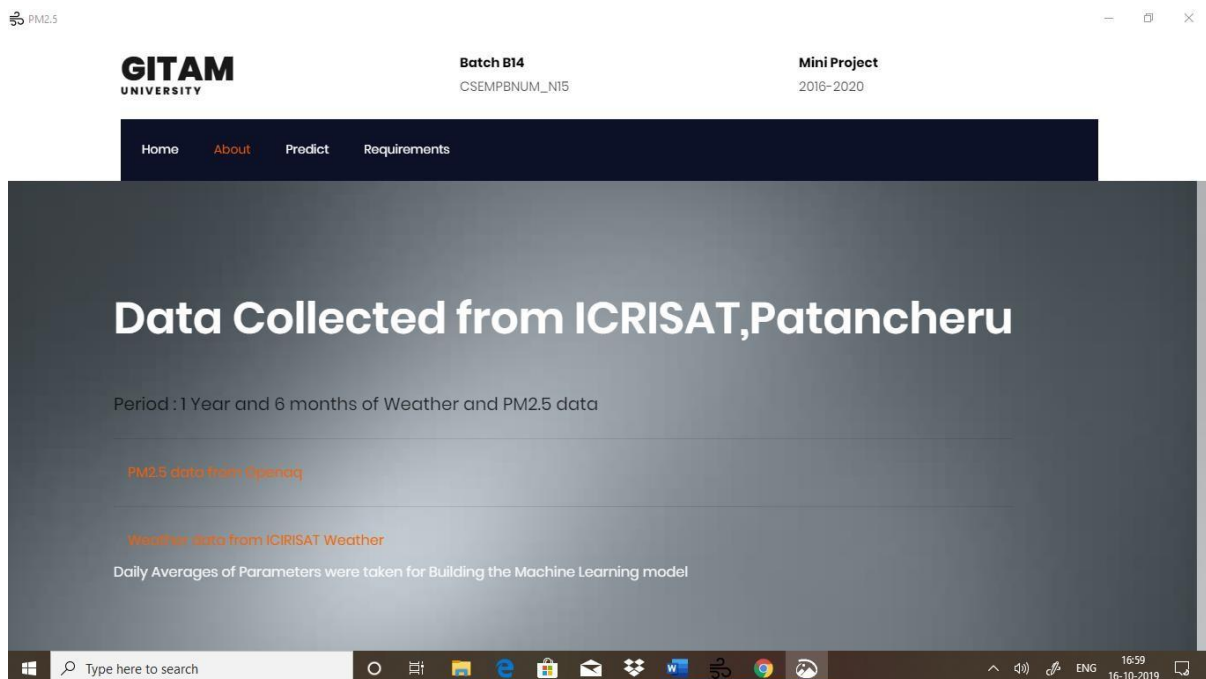 PM2.5
GITAM
UNIVERSITY
Batch B14
CSEMPBNUM_N15
Mini Project
2016-2020
Home About Predict Requirements
Data Collected from ICRISAT,Patancheru
Period : 1 Year and 6 months of Weather and PM2.5 data
PM2.5 data from Openaq
Weather data from ICIRISAT Weather
Daily Averages of Parameters were taken for Building the Machine Learning model
Type here to search
ENG
16:59
16-10-2019